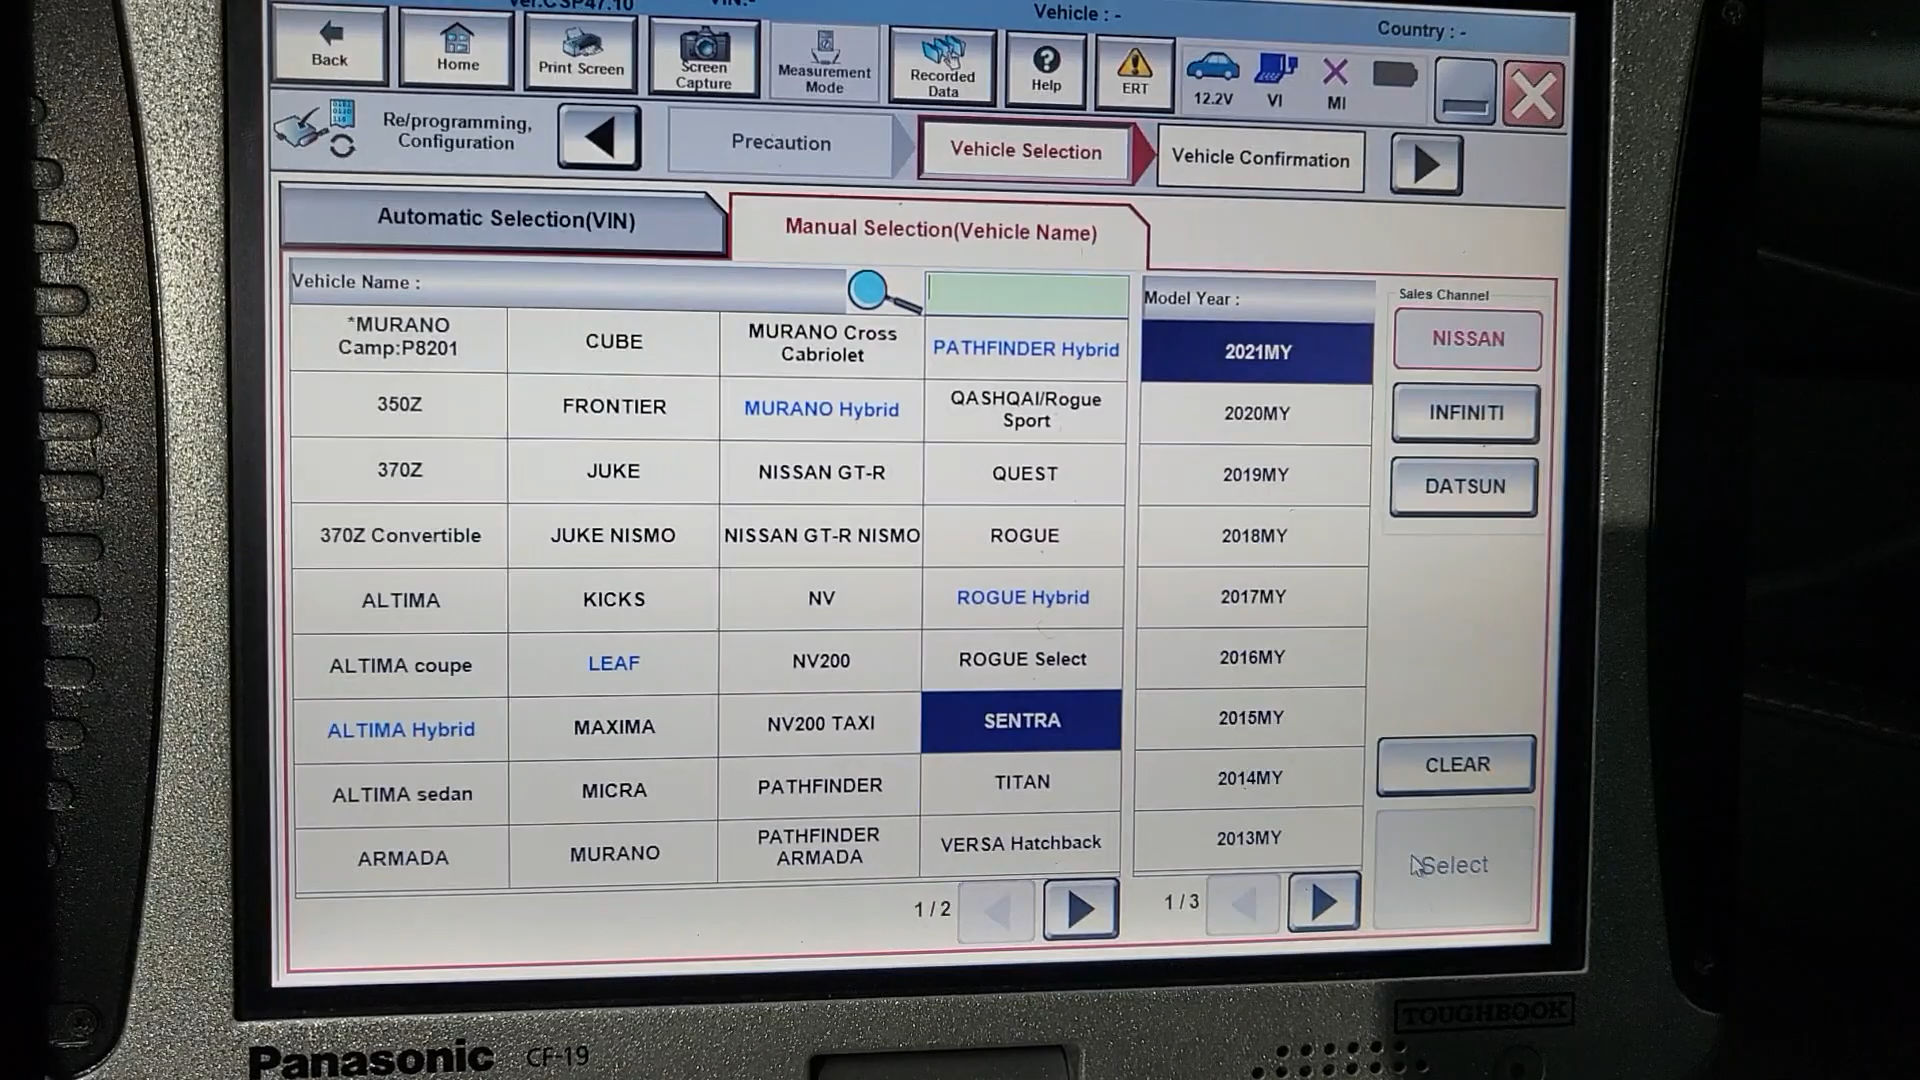 Ver.CSP47.10 VIN:- Vehicle : - Country : -
Back
Home
Print Screen
Screen
Capture
Measurement
Mode
Recorded
Data
Help
ERT
12.2V
VI
MI
Re/programming,
Configuration
Precaution
Vehicle Selection
Vehicle Confirmation
Automatic Selection(VIN)
Manual Selection(Vehicle Name)
Vehicle Name :
Model Year :
Sales Channel
*MURANO
Camp:P8201
CUBE
MURANO Cross
Cabriolet
PATHFINDER Hybrid
2021MY
NISSAN
350Z
FRONTIER
MURANO Hybrid
QASHQAI/Rogue
Sport
2020MY
INFINITI
370Z
JUKE
NISSAN GT-R
QUEST
2019MY
DATSUN
370Z Convertible
JUKE NISMO
NISSAN GT-R NISMO
ROGUE
2018MY
ALTIMA
KICKS
NV
ROGUE Hybrid
2017MY
ALTIMA coupe
LEAF
NV200
ROGUE Select
2016MY
ALTIMA Hybrid
MAXIMA
NV200 TAXI
SENTRA
2015MY
CLEAR
ALTIMA sedan
MICRA
PATHFINDER
TITAN
2014MY
ARMADA
MURANO
PATHFINDER
ARMADA
VERSA Hatchback
2013MY
Select
1 / 2
1 / 3
TOUGHBOOK
Panasonic CF-19